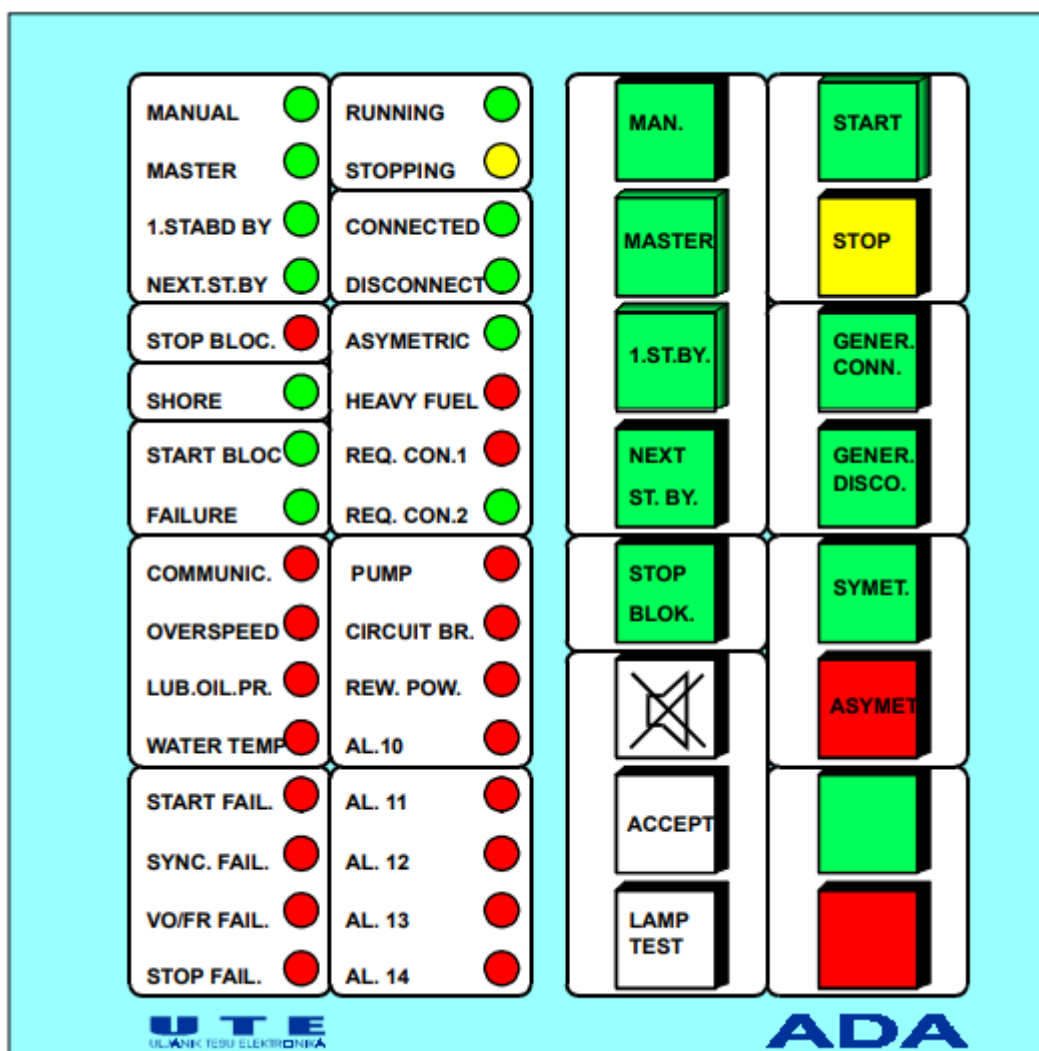 MANUAL
MASTER
1.STABD BY
NEXT.ST.BY
STOP BLOC.
SHORE
START BLOC
FAILURE
COMMUNIC.
OVERSPEED
LUB.OIL.PR.
WATER TEMP
START FAIL.
SYNC. FAIL.
VO/FR FAIL.
STOP FAIL.
RUNNING
STOPPING
CONNECTED
DISCONNECT
ASYMETRIC
HEAVY FUEL
REQ. CON.1
REQ. CON.2
PUMP
CIRCUIT BR.
REW. POW.
AL.10
AL. 11
AL. 12
AL. 13
AL. 14
MAN.
MASTER
1.ST.BY.
NEXT
ST. BY.
STOP
BLOK.
ACCEPT
LAMP
TEST
START
STOP
GENER.
CONN.
GENER.
DISCO.
SYMET.
ASYMET
UTE
ULJANIK TESU ELEKTRONIKA
ADA